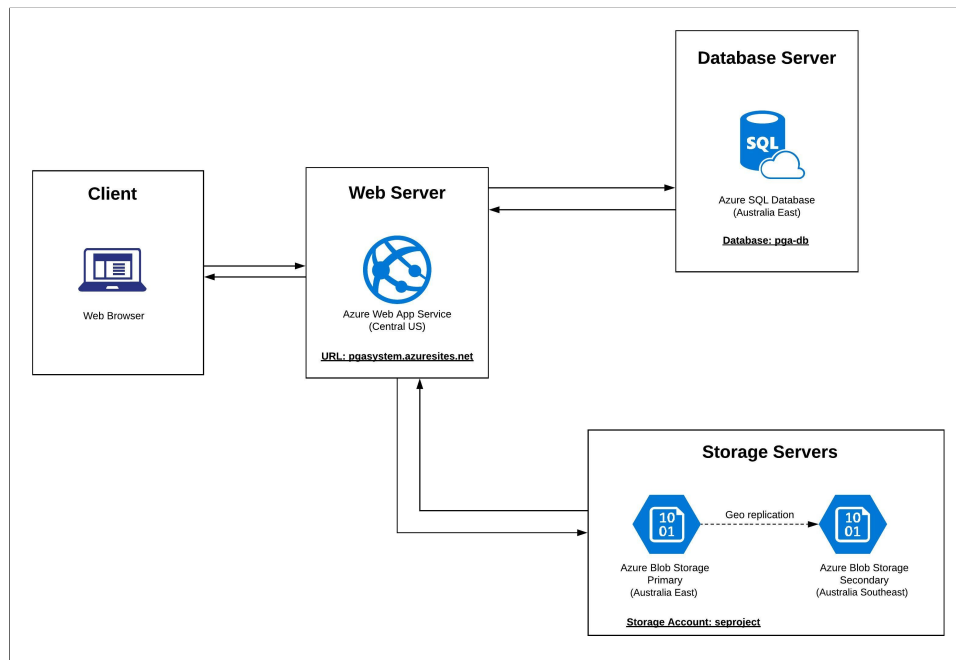 Client
Web Browser
Web Server
Azure Web App Service
(Central US)
URL: pgasystem.azuresites.net
Database Server
SQL
Azure SQL Database
(Australia East)
Database: pga-db
Storage Servers
10
01
Geo replication
10
01
Azure Blob Storage
Primary
(Australia East)
Azure Blob Storage
Secondary
(Australia Southeast)
Storage Account: seproject